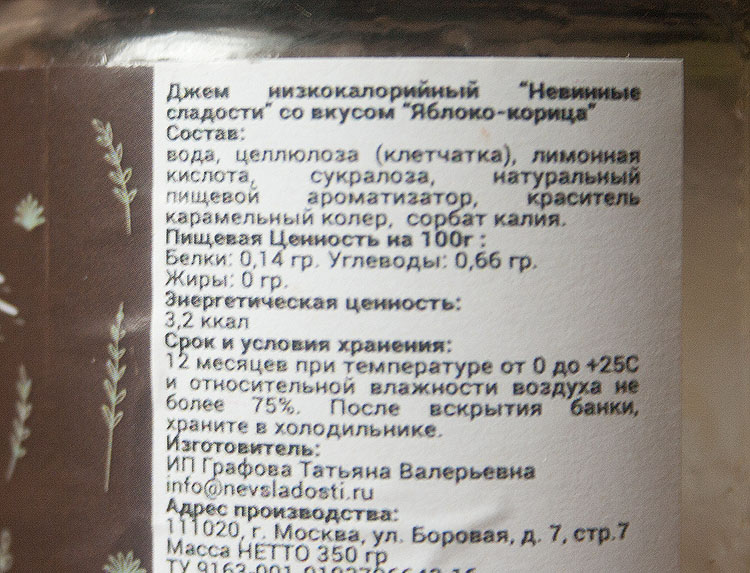 Джем низкокалорийный "Невинные
сладости" со вкусом "Яблоко-корица"
Состав:
вода, целлюлоза (клетчатка), лимонная
кислота, сукралоза, натуральный
пищевой ароматизатор, краситель
карамельный колер, сорбат калия.
Пищевая Ценность на 100г :
Белки: 0,14 гр. Углеводы: 0,66 гр.
Жиры: 0 гр.
Энергетическая ценность:
3,2 ккал
Срок и условия хранения:
12 месяцев при температуре от 0 до +25С
и относительной влажности воздуха не
более 75%. После вскрытия банки,
храните в холодильнике.
Изготовитель:
ИП Графова Татьяна Валерьевна
info@nevsladosti.ru
Адрес производства:
111020, г. Москва, ул. Боровая, д. 7, стр.7
Масса НЕТТО 350 гр
ТУ